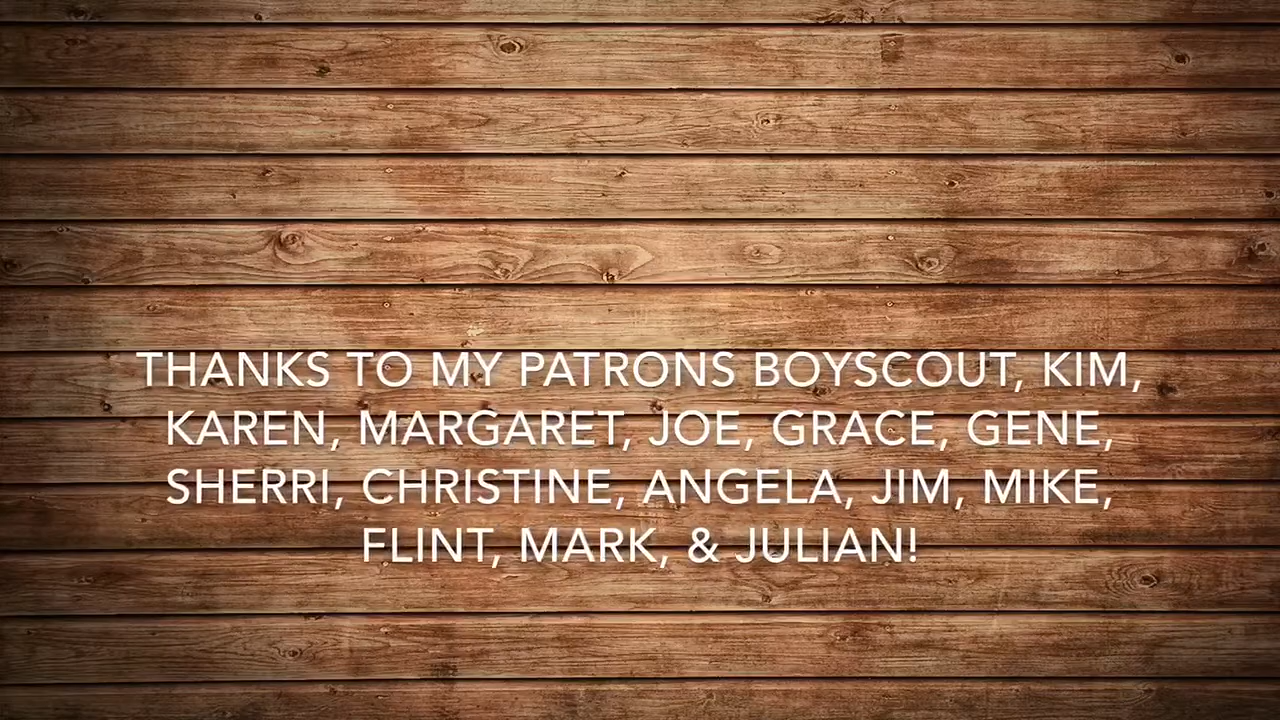 THANKS TO MY PATRONS BOYSCOUT, KIM,
KAREN, MARGARET, JOE, GRACE, GENE,
SHERRI, CHRISTINE, ANGELA, JIM, MIKE,
FLINT, MARK, & JULIAN!